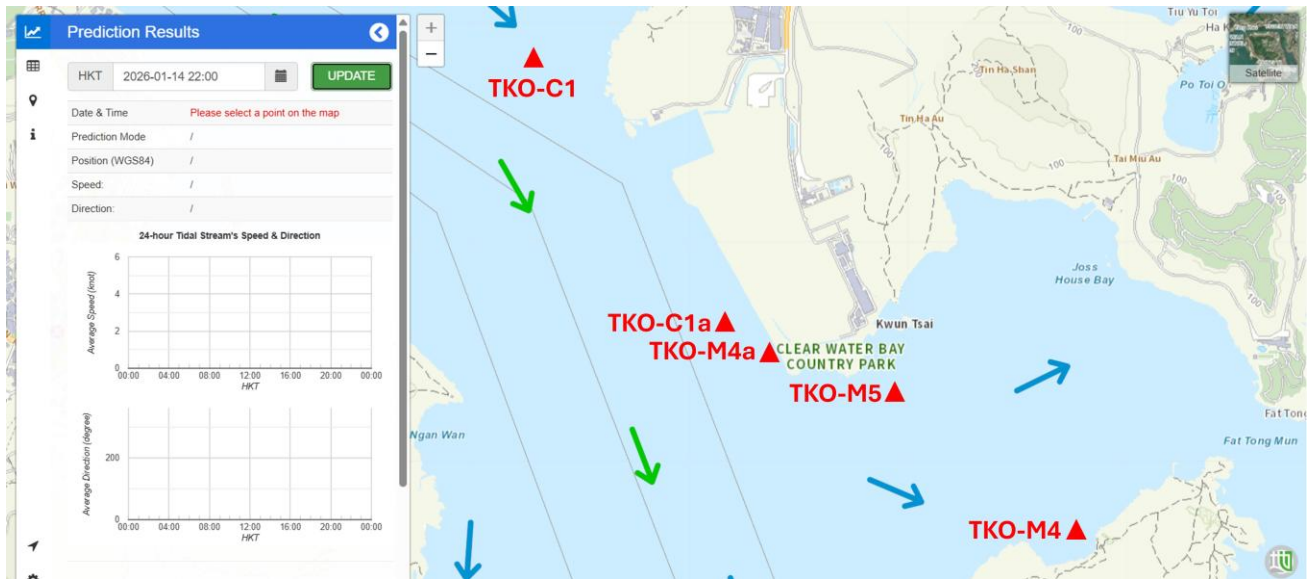 Prediction Results
HKT 2026-01-14 22:00 UPDATE
Date & Time Please select a point on the map
Prediction Mode /
Position (WGS84) /
Speed: /
Direction: /
24-hour Tidal Stream's Speed & Direction
Average Speed (knot)
6
4
2
0
00:00 04:00 08:00 12:00 16:00 20:00 00:00
HKT
Average Direction (degree)
200
0
00:00 04:00 08:00 12:00 16:00 20:00 00:00
HKT
+
−
TKO-C1
TKO-C1a
TKO-M4a
TKO-M5
TKO-M4
Tiu Yu Toi
Ha
Satellite
Po Toi O
Tin Ha Shan
Tin Ha Au
Tai Miu Au
100
100
100
100
100
100
Joss
House Bay
Kwun Tsai
CLEAR WATER BAY
COUNTRY PARK
Fat Tong
Fat Tong Mun
Ngan Wan